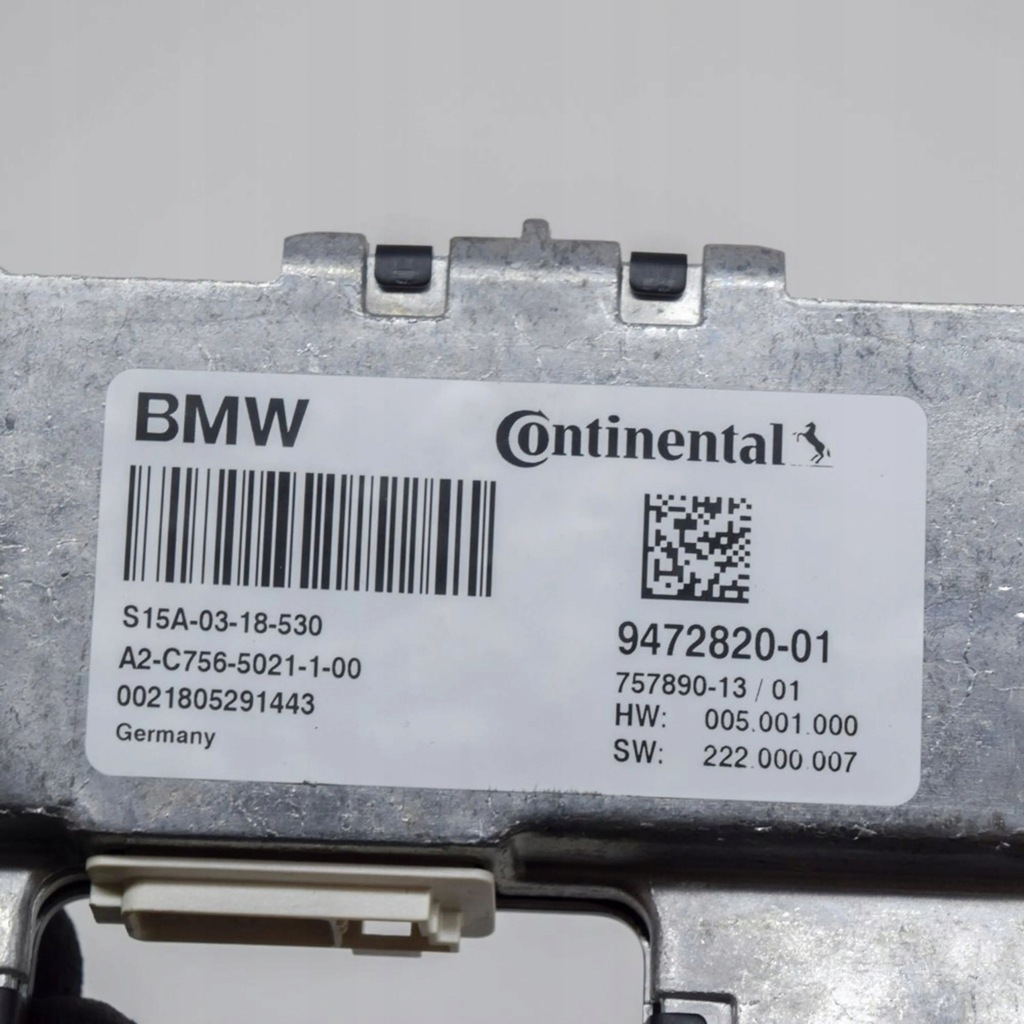 BMW
Continental
S15A-03-18-530
A2-C756-5021-1-00
0021805291443
Germany
9472820-01
757890-13 / 01
HW: 005.001.000
SW: 222.000.007